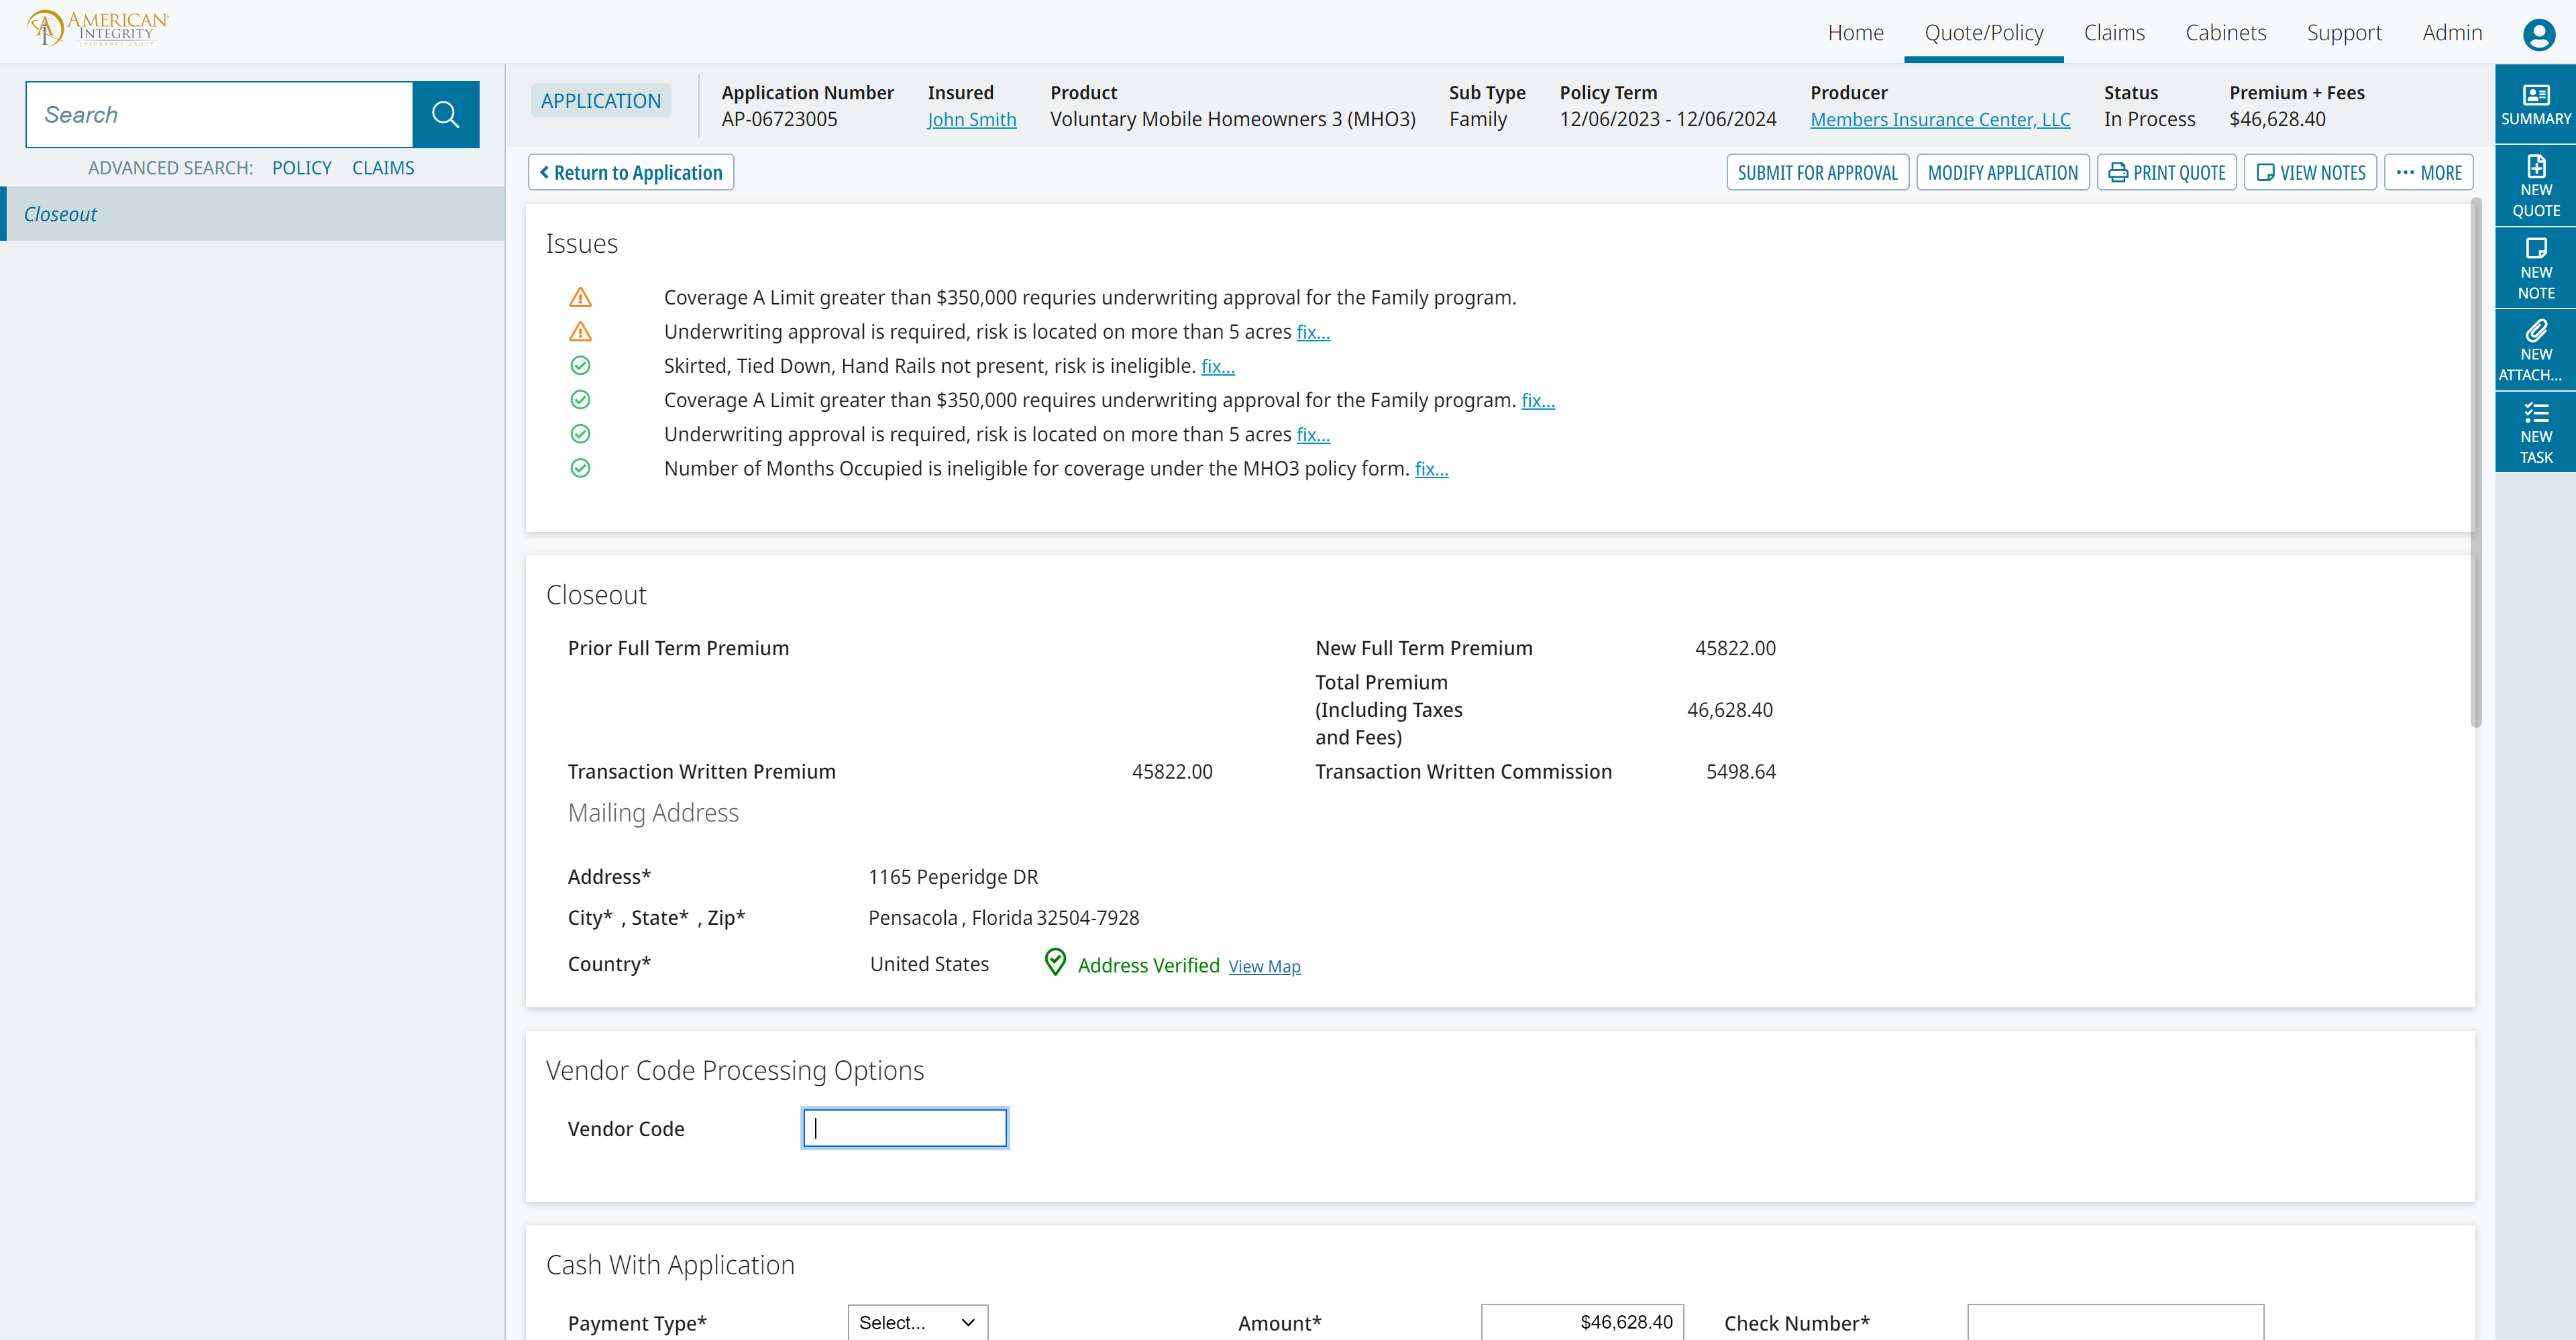 AMERICAN
INTEGRITY
INSURANCE GROUP
Home Quote/Policy Claims Cabinets Support Admin
Search
ADVANCED SEARCH: POLICY CLAIMS
Closeout
APPLICATION
Application Number Insured Product Sub Type Policy Term Producer Status Premium + Fees
AP-06723005 John Smith Voluntary Mobile Homeowners 3 (MHO3) Family 12/06/2023 - 12/06/2024 Members Insurance Center, LLC In Process $46,628.40
Return to Application SUBMIT FOR APPROVAL MODIFY APPLICATION PRINT QUOTE VIEW NOTES ··· MORE
SUMMARY
NEW
QUOTE
NEW
NOTE
NEW
ATTACH...
NEW
TASK
Issues
Coverage A Limit greater than $350,000 requries underwriting approval for the Family program.
Underwriting approval is required, risk is located on more than 5 acres fix...
Skirted, Tied Down, Hand Rails not present, risk is ineligible. fix...
Coverage A Limit greater than $350,000 requires underwriting approval for the Family program. fix...
Underwriting approval is required, risk is located on more than 5 acres fix...
Number of Months Occupied is ineligible for coverage under the MHO3 policy form. fix...
Closeout
Prior Full Term Premium New Full Term Premium 45822.00
Total Premium
(Including Taxes 46,628.40
and Fees)
Transaction Written Premium 45822.00 Transaction Written Commission 5498.64
Mailing Address
Address* 1165 Peperidge DR
City* , State* , Zip* Pensacola , Florida 32504-7928
Country* United States Address Verified View Map
Vendor Code Processing Options
Vendor Code
Cash With Application
Payment Type* Select... Amount* $46,628.40 Check Number*